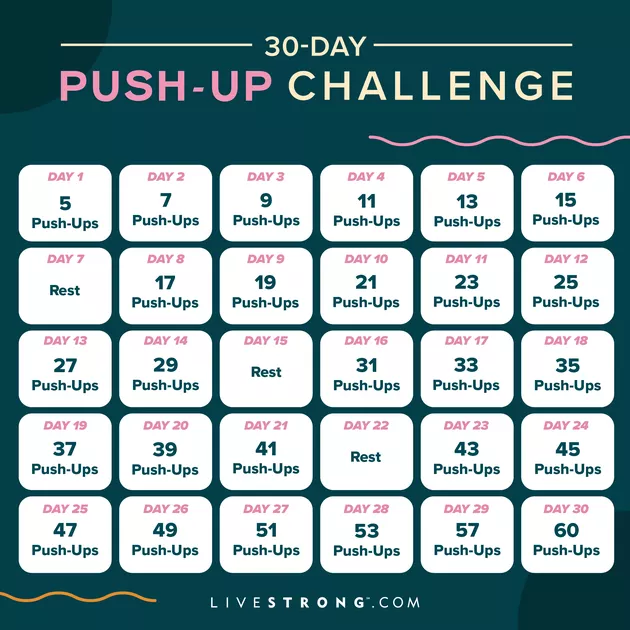 30-DAY
PUSH-UP CHALLENGE
DAY 1
5
Push-Ups
DAY 2
7
Push-Ups
DAY 3
9
Push-Ups
DAY 4
11
Push-Ups
DAY 5
13
Push-Ups
DAY 6
15
Push-Ups
DAY 7
Rest
DAY 8
17
Push-Ups
DAY 9
19
Push-Ups
DAY 10
21
Push-Ups
DAY 11
23
Push-Ups
DAY 12
25
Push-Ups
DAY 13
27
Push-Ups
DAY 14
29
Push-Ups
DAY 15
Rest
DAY 16
31
Push-Ups
DAY 17
33
Push-Ups
DAY 18
35
Push-Ups
DAY 19
37
Push-Ups
DAY 20
39
Push-Ups
DAY 21
41
Push-Ups
DAY 22
Rest
DAY 23
43
Push-Ups
DAY 24
45
Push-Ups
DAY 25
47
Push-Ups
DAY 26
49
Push-Ups
DAY 27
51
Push-Ups
DAY 28
53
Push-Ups
DAY 29
57
Push-Ups
DAY 30
60
Push-Ups
LIVESTRONG™.COM